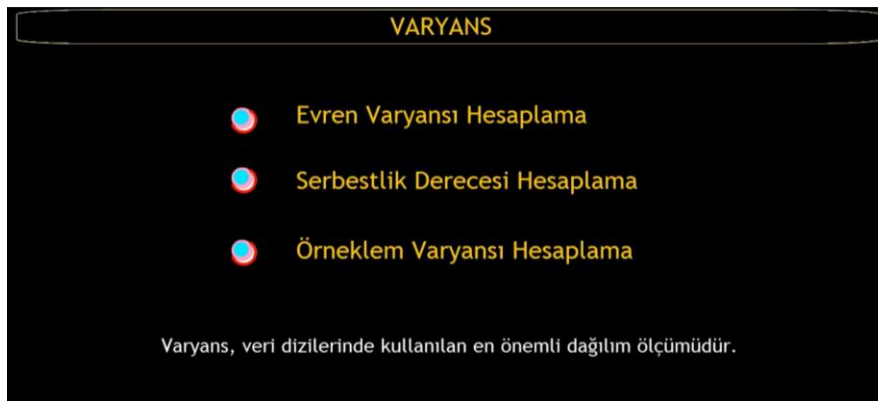 VARYANS
Evren Varyansı Hesaplama
Serbestlik Derecesi Hesaplama
Örneklem Varyansı Hesaplama
Varyans, veri dizilerinde kullanılan en önemli dağılım ölçümüdür.